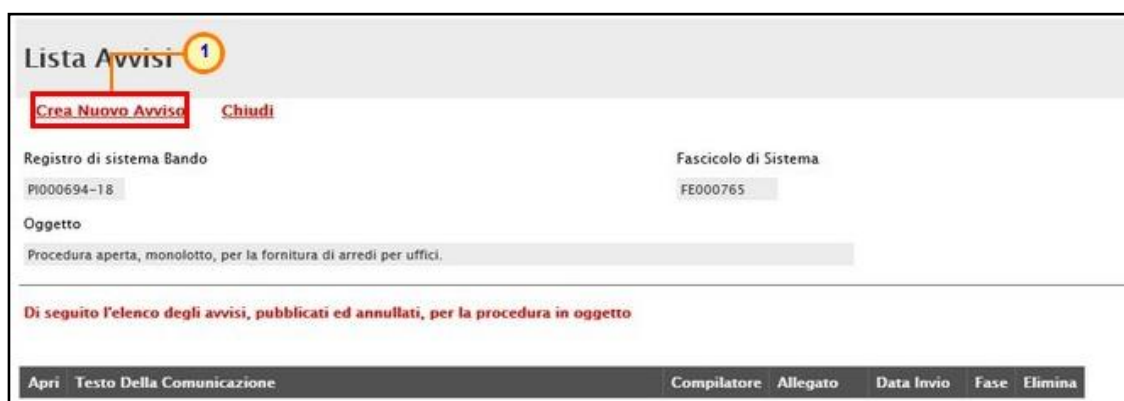 Lista Avvisi 1
Crea Nuovo Avviso Chiudi
Registro di sistema Bando Fascicolo di Sistema
PI000694-18 FE000765
Oggetto
Procedura aperta, monolotto, per la fornitura di arredi per uffici.
Di seguito l'elenco degli avvisi, pubblicati ed annullati, per la procedura in oggetto
Apri Testo Della Comunicazione Compilatore Allegato Data Invio Fase Elimina